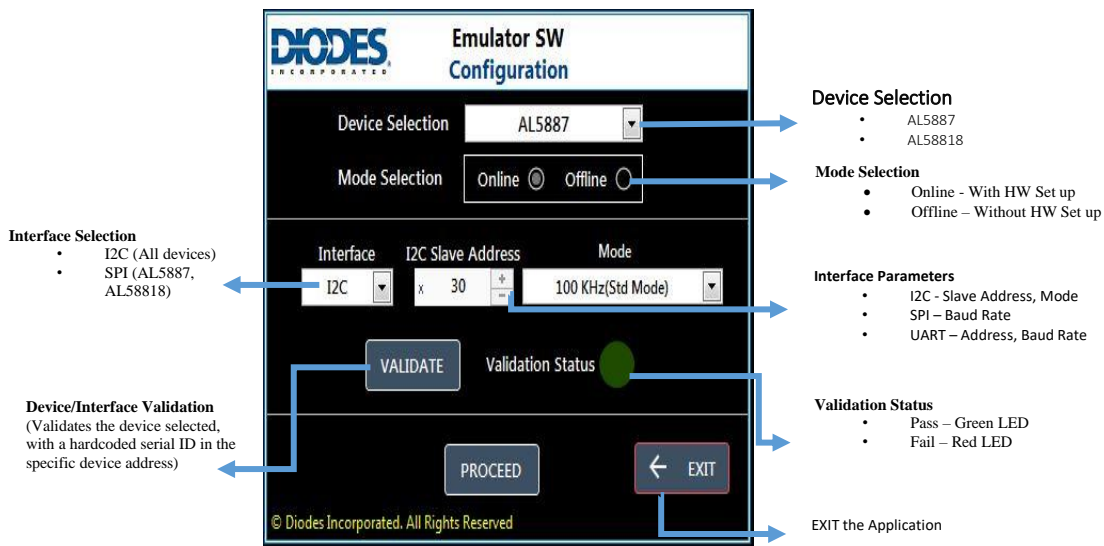 DIODES
INCORPORATED
Emulator SW
Configuration
Device Selection
AL5887
Mode Selection
Online
Offline
Interface
I2C Slave Address
Mode
I2C
x 30 + -
100 KHz(Std Mode)
VALIDATE
Validation Status
PROCEED
← EXIT
© Diodes Incorporated. All Rights Reserved
Interface Selection
• I2C (All devices)
• SPI (AL5887,
AL58818)
Device/Interface Validation
(Validates the device selected,
with a hardcoded serial ID in the
specific device address)
Device Selection
• AL5887
• AL58818
Mode Selection
● Online - With HW Set up
● Offline – Without HW Set up
Interface Parameters
• I2C - Slave Address, Mode
• SPI – Baud Rate
• UART – Address, Baud Rate
Validation Status
• Pass – Green LED
• Fail – Red LED
EXIT the Application